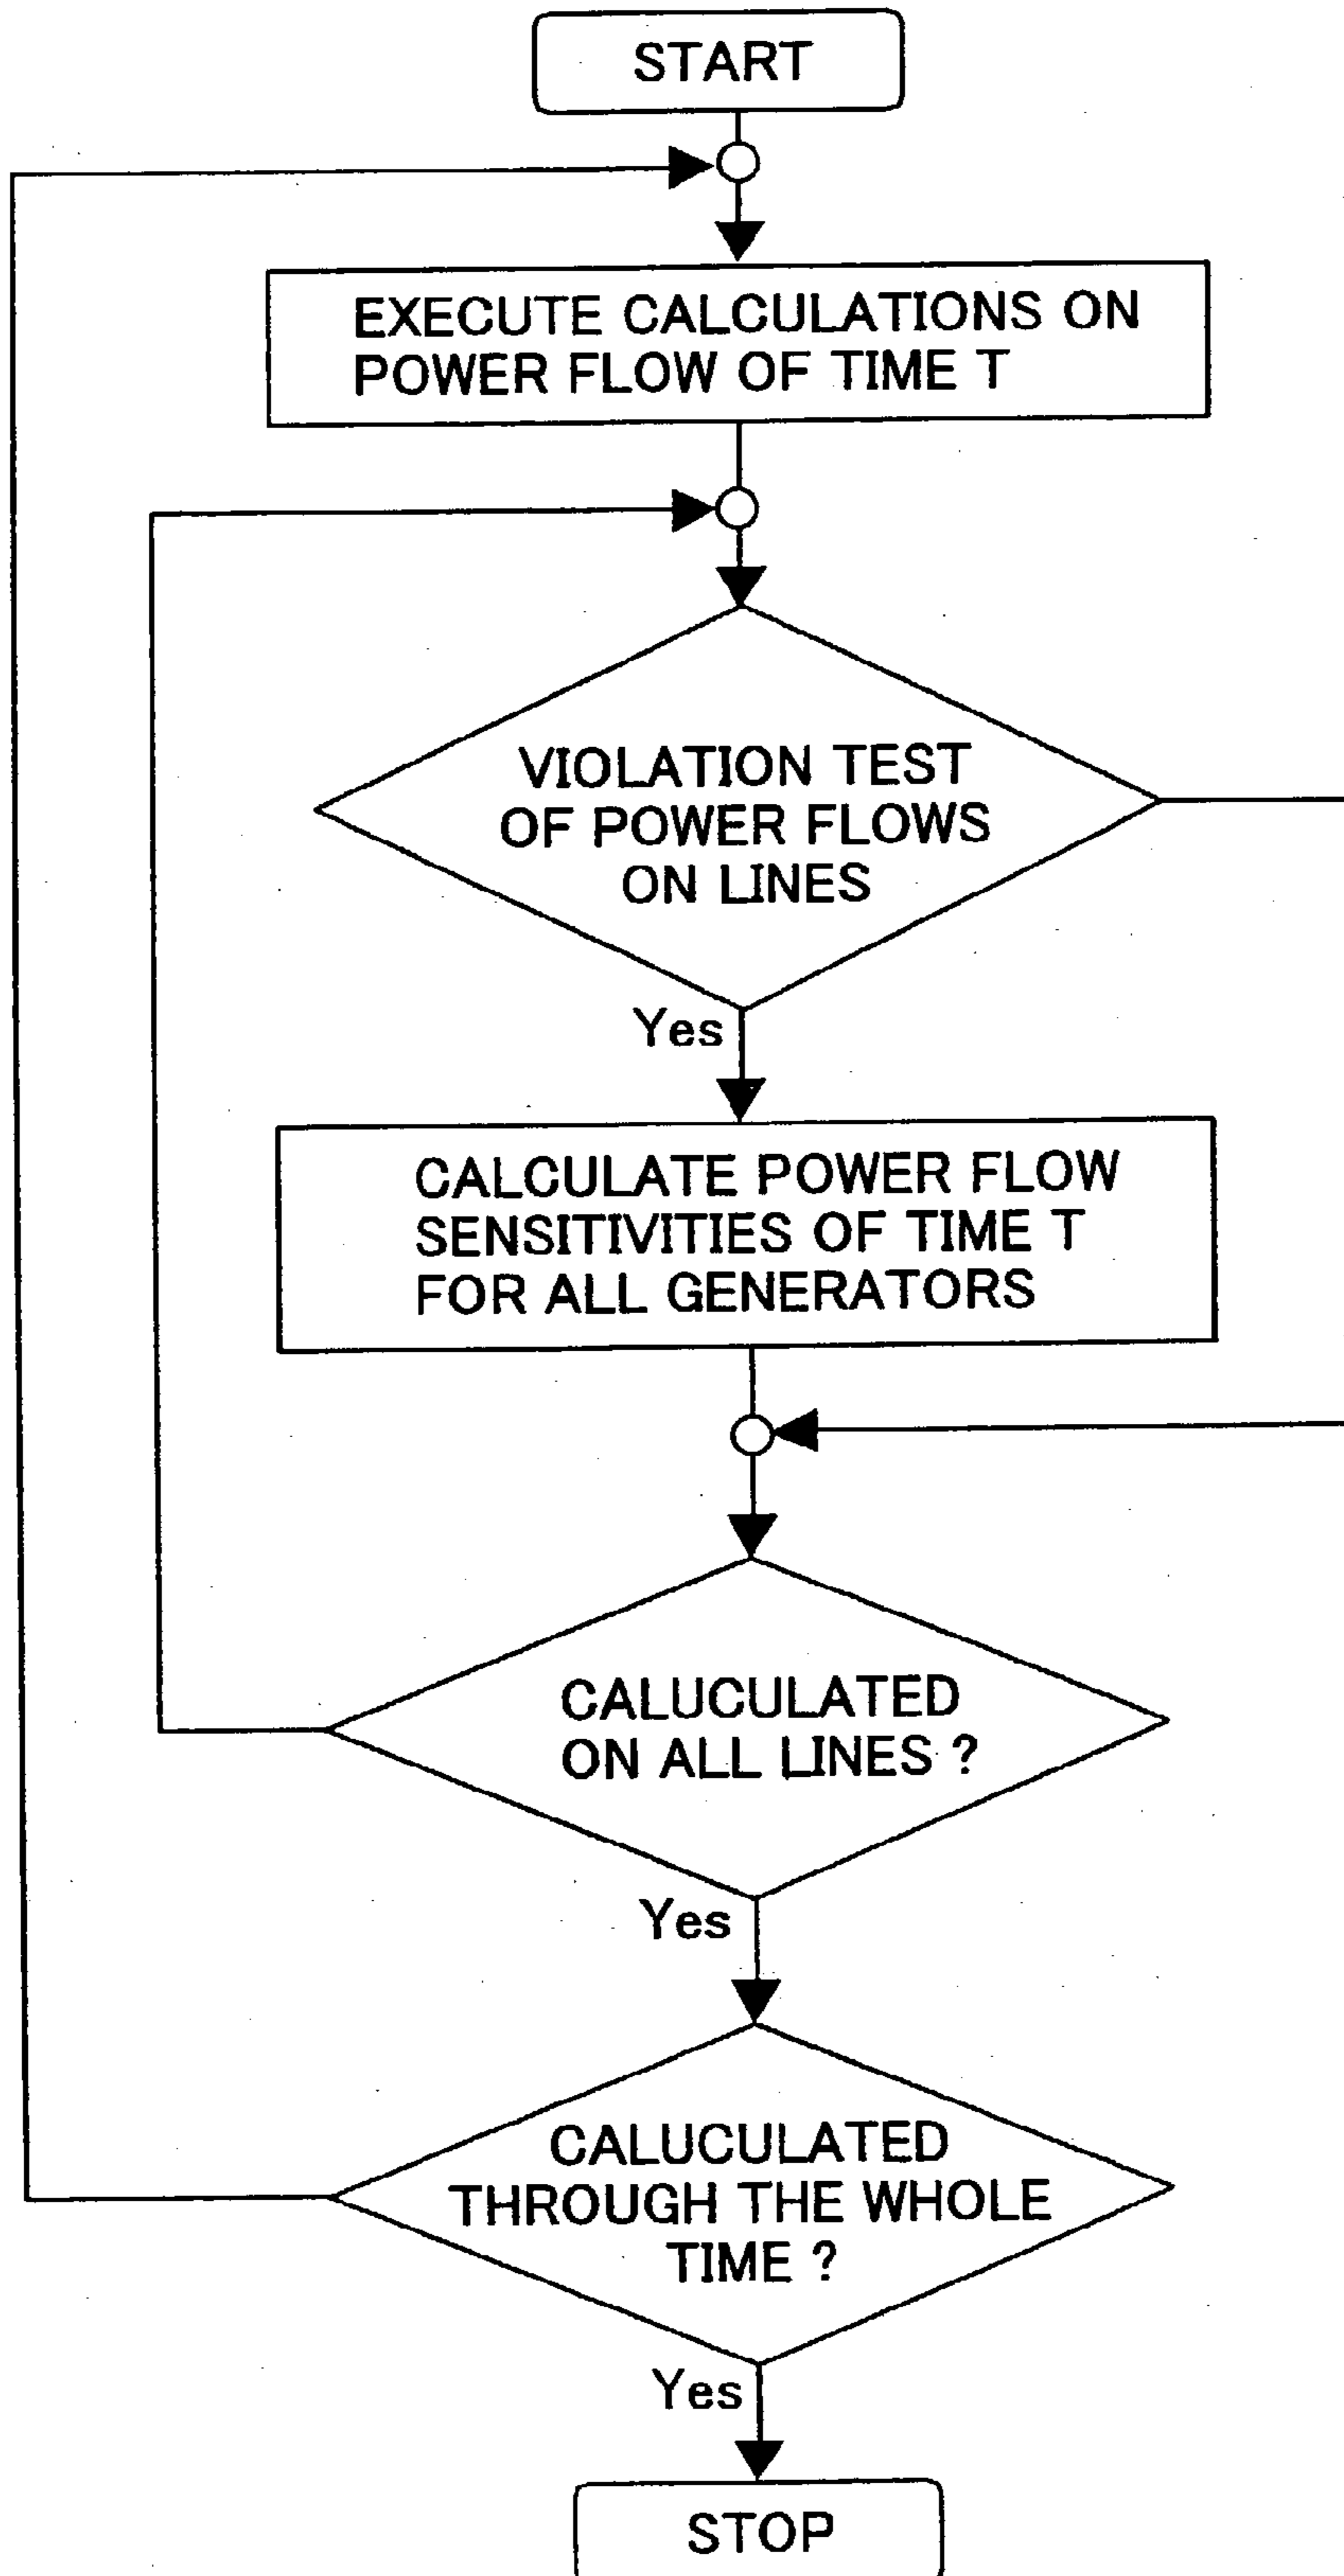 START
EXECUTE CALCULATIONS ON
POWER FLOW OF TIME T
VIOLATION TEST
OF POWER FLOWS
ON LINES
Yes
CALCULATE POWER FLOW
SENSITIVITIES OF TIME T
FOR ALL GENERATORS
CALUCULATED
ON ALL LINES ?
Yes
CALUCULATED
THROUGH THE WHOLE
TIME ?
Yes
STOP